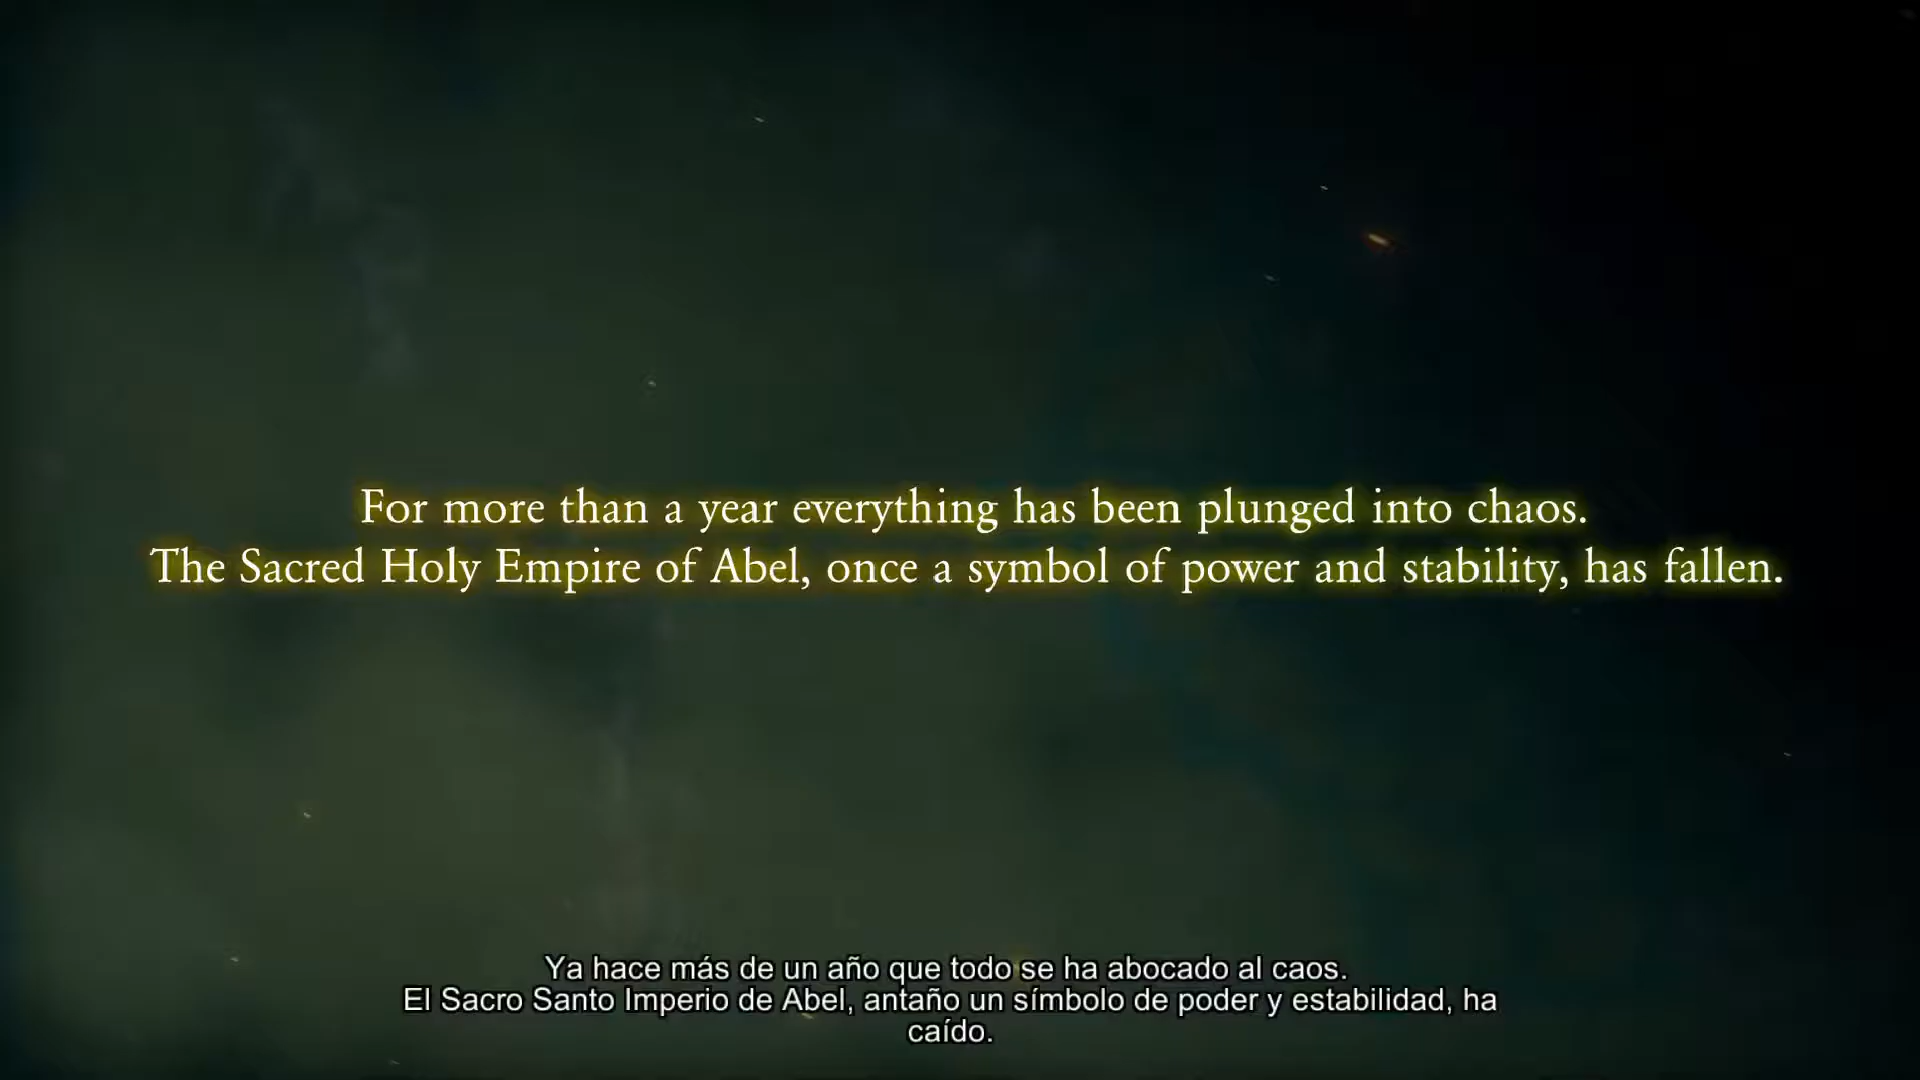 For more than a year everything has been plunged into chaos.
The Sacred Holy Empire of Abel, once a symbol of power and stability, has fallen.
Ya hace más de un año que todo se ha abocado al caos.
El Sacro Santo Imperio de Abel, antaño un símbolo de poder y estabilidad, ha
caído.